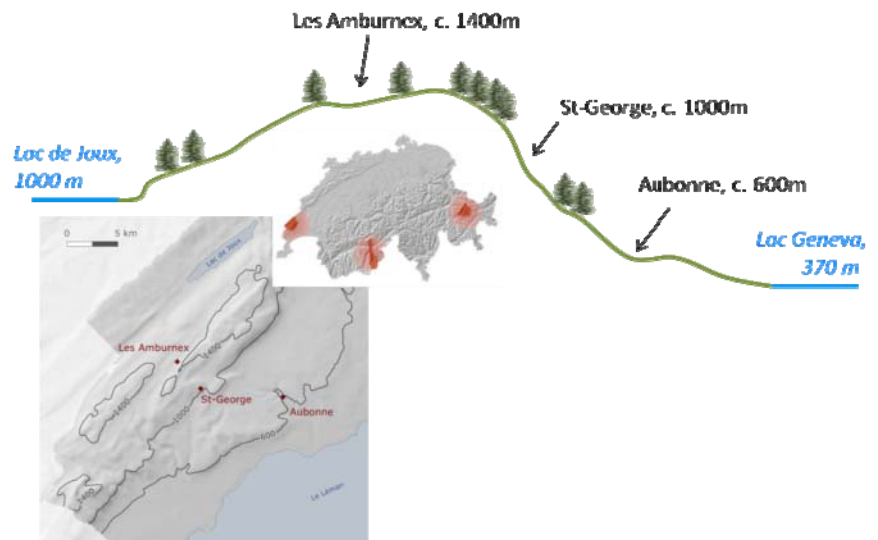 Les Amburnex, c. 1400m
St-George, c. 1000m
Lac de Joux,
1000 m
Aubonne, c. 600m
Lac Geneva,
370 m
0 5 km
Lac de Joux
Les Amburnex
1400
St-George
1400
1000
Aubonne
600
1400
Le Léman